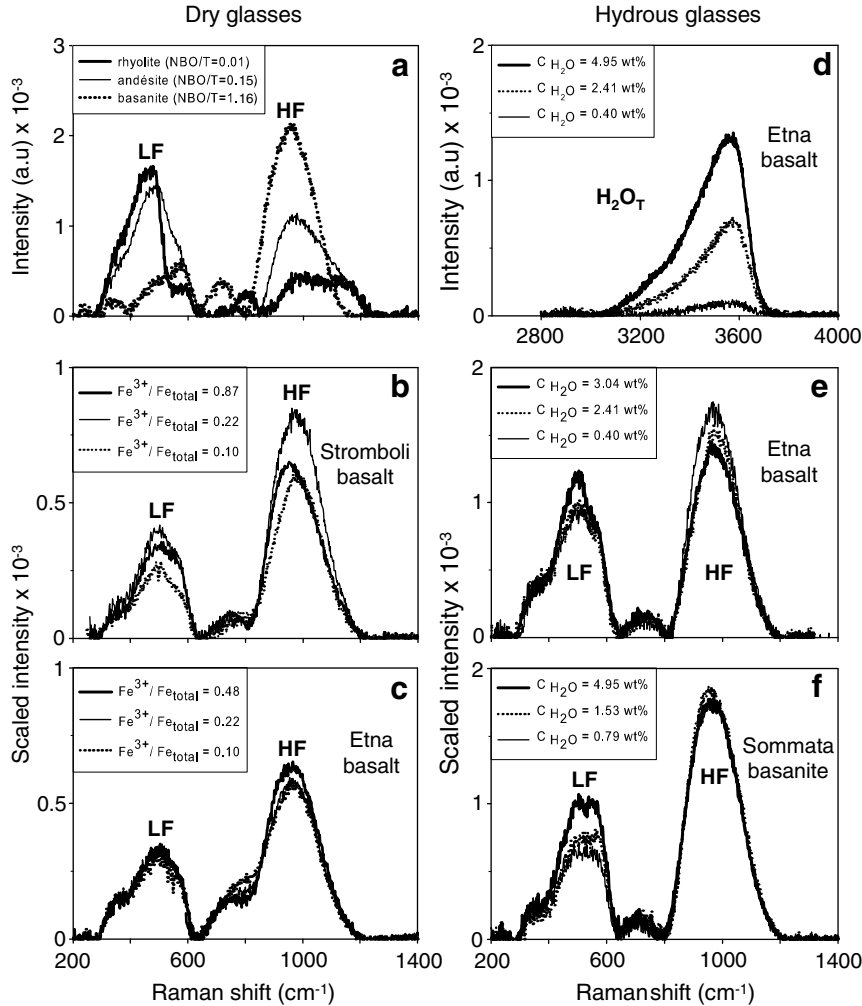 Dry glasses
Hydrous glasses
3
2
1
0
Intensity (a.u) x 10-3
rhyolite (NBO/T=0.01)
andésite (NBO/T=0.15)
basanite (NBO/T=1.16)
a
LF
HF
2
1
0
Intensity (a.u) x 10-3
C H2O = 4.95 wt%
C H2O = 2.41 wt%
C H2O = 0.40 wt%
d
Etna
basalt
H2OT
2800 3200 3600 4000
1
0.5
0
Fe3+/ Fetotal = 0.87
Fe3+/ Fetotal = 0.22
Fe3+/ Fetotal = 0.10
b
HF
Stromboli
basalt
LF
2
1
0
C H2O = 3.04 wt%
C H2O = 2.41 wt%
C H2O = 0.40 wt%
e
Etna
basalt
LF
HF
Scaled intensity x 10-3
Scaled intensity x 10-3
1
0.5
0
Fe3+/ Fetotal = 0.48
Fe3+/ Fetotal = 0.22
Fe3+/ Fetotal = 0.10
c
HF
Etna
basalt
LF
200 600 1000 1400
Raman shift (cm-1)
2
1
0
C H2O = 4.95 wt%
C H2O = 1.53 wt%
C H2O = 0.79 wt%
f
Sommata
basanite
LF
HF
200 600 1000 1400
Ramanshift (cm-1)